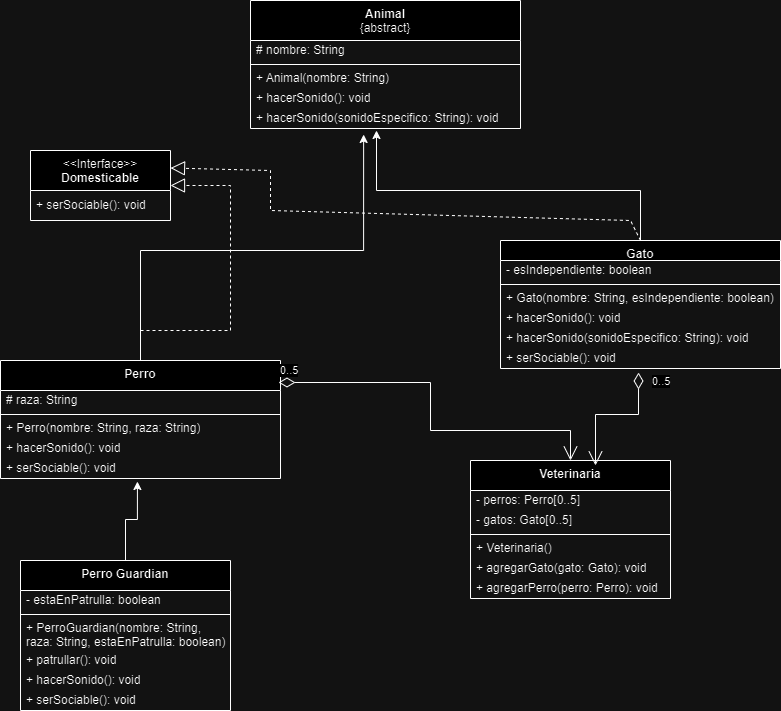 Animal
{abstract}
# nombre: String
+ Animal(nombre: String)
+ hacerSonido(): void
+ hacerSonido(sonidoEspecifico: String): void
<<Interface>>
Domesticable
+ serSociable(): void
Gato
- esIndependiente: boolean
+ Gato(nombre: String, esIndependiente: boolean)
+ hacerSonido(): void
+ hacerSonido(sonidoEspecifico: String): void
+ serSociable(): void
Perro
# raza: String
+ Perro(nombre: String, raza: String)
+ hacerSonido(): void
+ serSociable(): void
0..5
0..5
Veterinaria
- perros: Perro[0..5]
- gatos: Gato[0..5]
+ Veterinaria()
+ agregarGato(gato: Gato): void
+ agregarPerro(perro: Perro): void
Perro Guardian
- estaEnPatrulla: boolean
+ PerroGuardian(nombre: String,
raza: String, estaEnPatrulla: boolean)
+ patrullar(): void
+ hacerSonido(): void
+ serSociable(): void